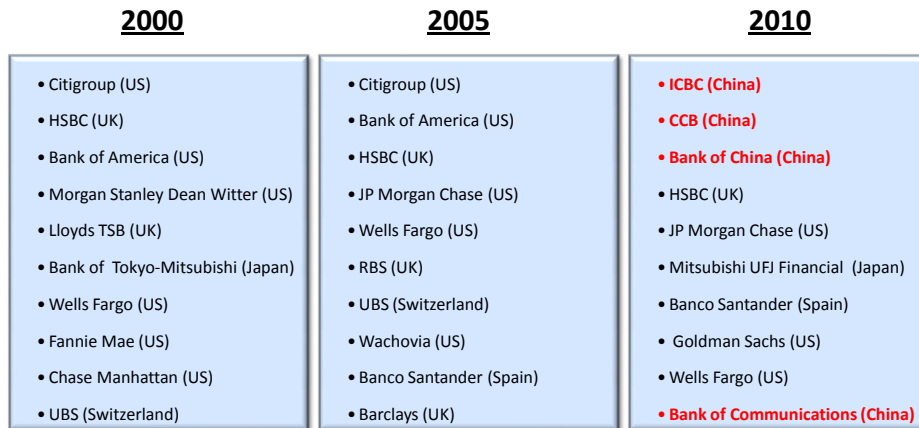 2000
• Citigroup (US)
• HSBC (UK)
• Bank of America (US)
• Morgan Stanley Dean Witter (US)
• Lloyds TSB (UK)
• Bank of Tokyo-Mitsubishi (Japan)
• Wells Fargo (US)
• Fannie Mae (US)
• Chase Manhattan (US)
• UBS (Switzerland)
2005
• Citigroup (US)
• Bank of America (US)
• HSBC (UK)
• JP Morgan Chase (US)
• Wells Fargo (US)
• RBS (UK)
• UBS (Switzerland)
• Wachovia (US)
• Banco Santander (Spain)
• Barclays (UK)
2010
• ICBC (China)
• CCB (China)
• Bank of China (China)
• HSBC (UK)
• JP Morgan Chase (US)
• Mitsubishi UFJ Financial (Japan)
• Banco Santander (Spain)
• Goldman Sachs (US)
• Wells Fargo (US)
• Bank of Communications (China)